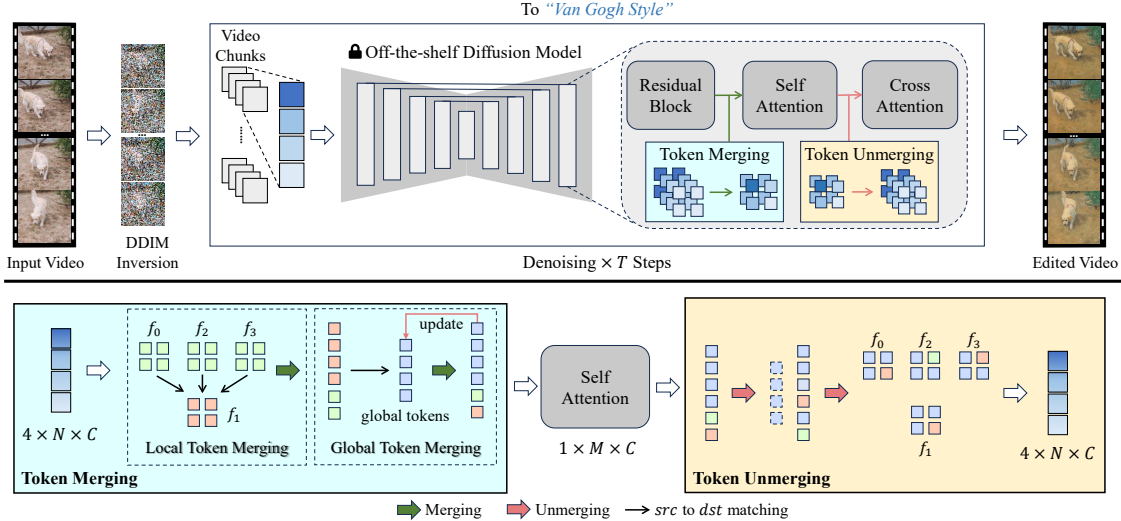 To “Van Gogh Style”
Video
Chunks
Off-the-shelf Diffusion Model
Residual
Block
Self
Attention
Cross
Attention
Token Merging
Token Unmerging
...
...
Input Video
DDIM
Inversion
Denoising × T Steps
Edited Video
f₀
f₂
f₃
f₁
4 × N × C
Local Token Merging
update
global tokens
Global Token Merging
Token Merging
Self
Attention
1 × M × C
f₀
f₂
f₃
f₁
4 × N × C
Token Unmerging
Merging
Unmerging
src to dst matching